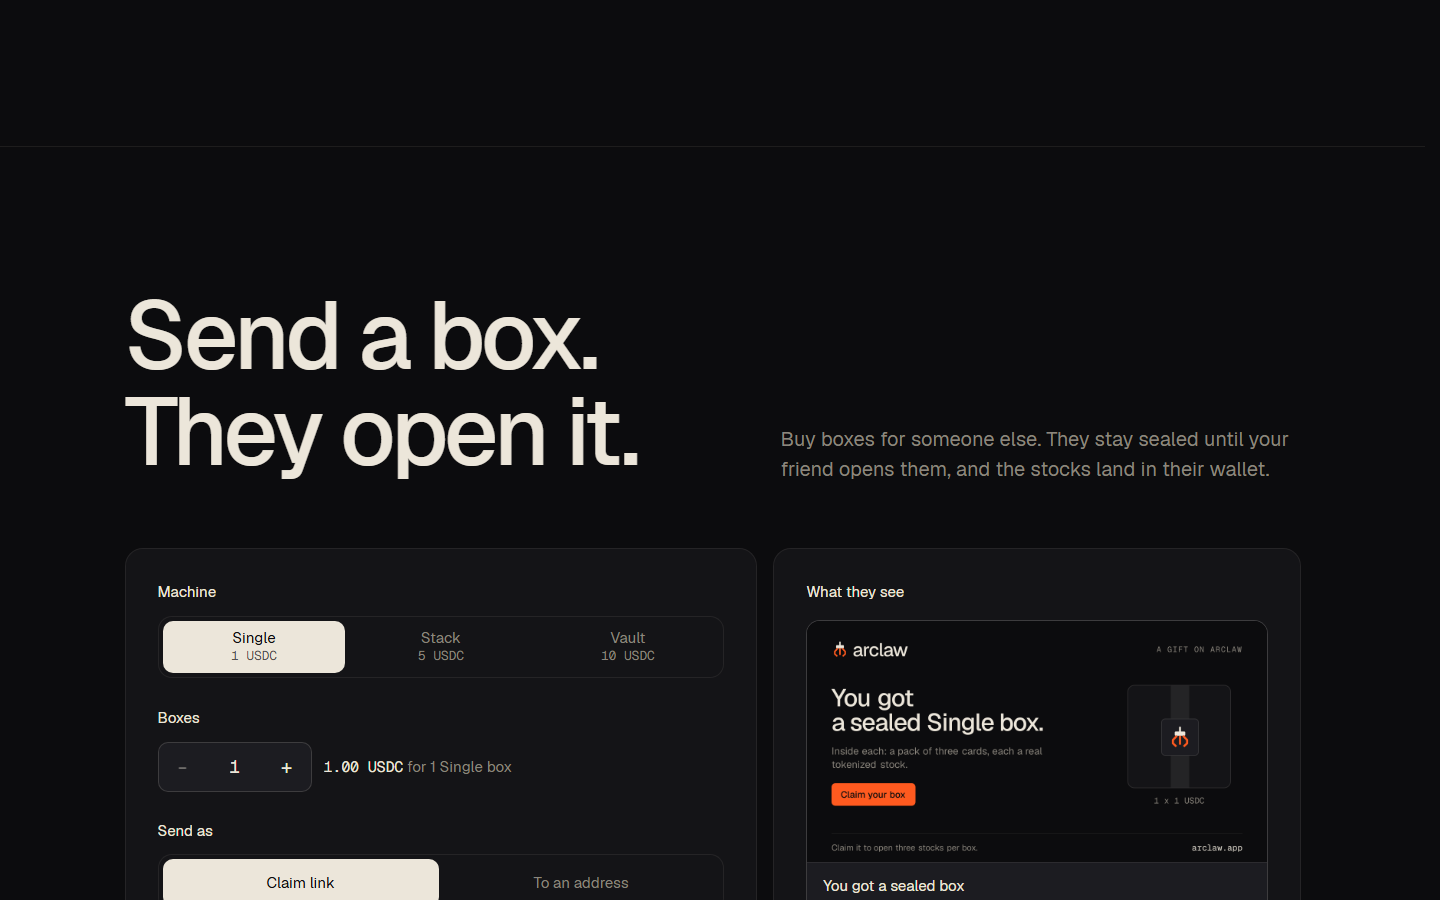 Send a box.
They open it.
Buy boxes for someone else. They stay sealed until your
friend opens them, and the stocks land in their wallet.
Machine
Single
1 USDC
Stack
5 USDC
Vault
10 USDC
Boxes
− 1 +
1.00 USDC for 1 Single box
Send as
Claim link
To an address
What they see
arclaw
A GIFT ON ARCLAW
You got
a sealed Single box.
Inside each: a pack of three cards, each a real
tokenized stock.
Claim your box
1 x 1 USDC
Claim it to open three stocks per box.
arclaw.app
You got a sealed box